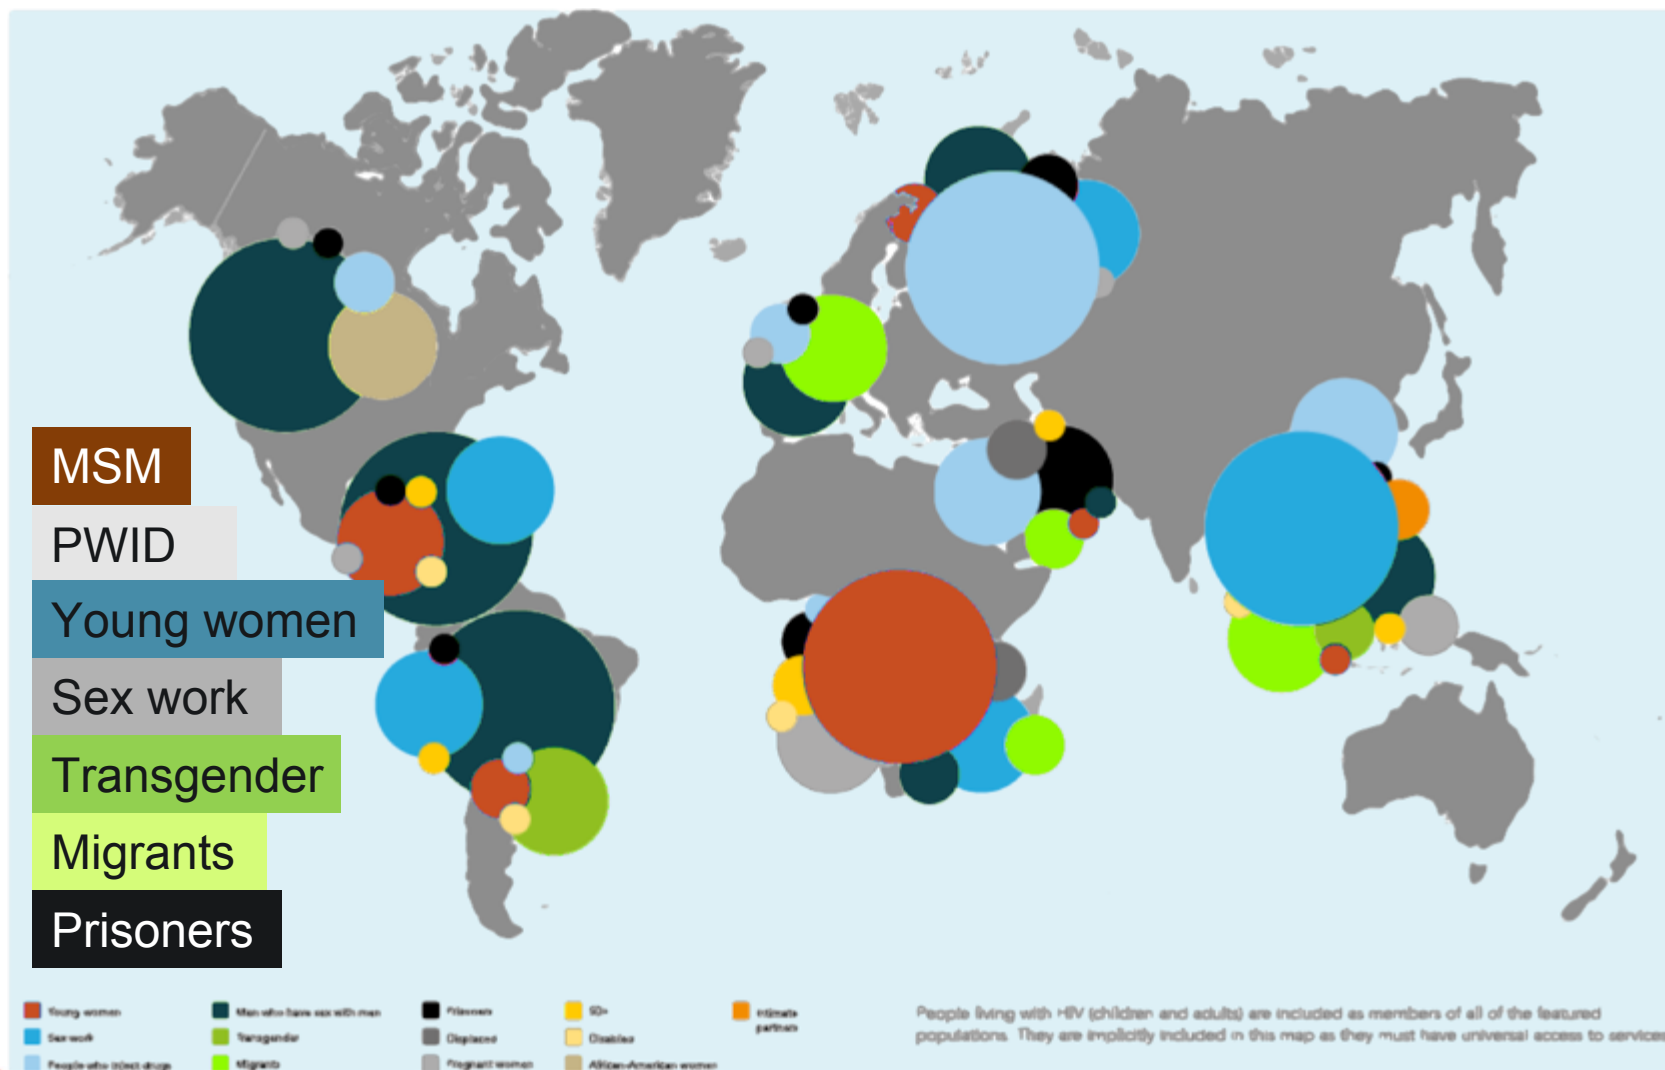 MSM
PWID
Young women
Sex work
Transgender
Migrants
Prisoners
Young women
Men who have sex with men
Prisoners
50+
Intimate
partners
Sex work
Transgender
Displaced
Disabled
People who inject drugs
Migrants
Pregnant women
African-American women
People living with HIV (children and adults) are included as members of all of the featured
populations. They are implicitly included in this map as they must have universal access to services